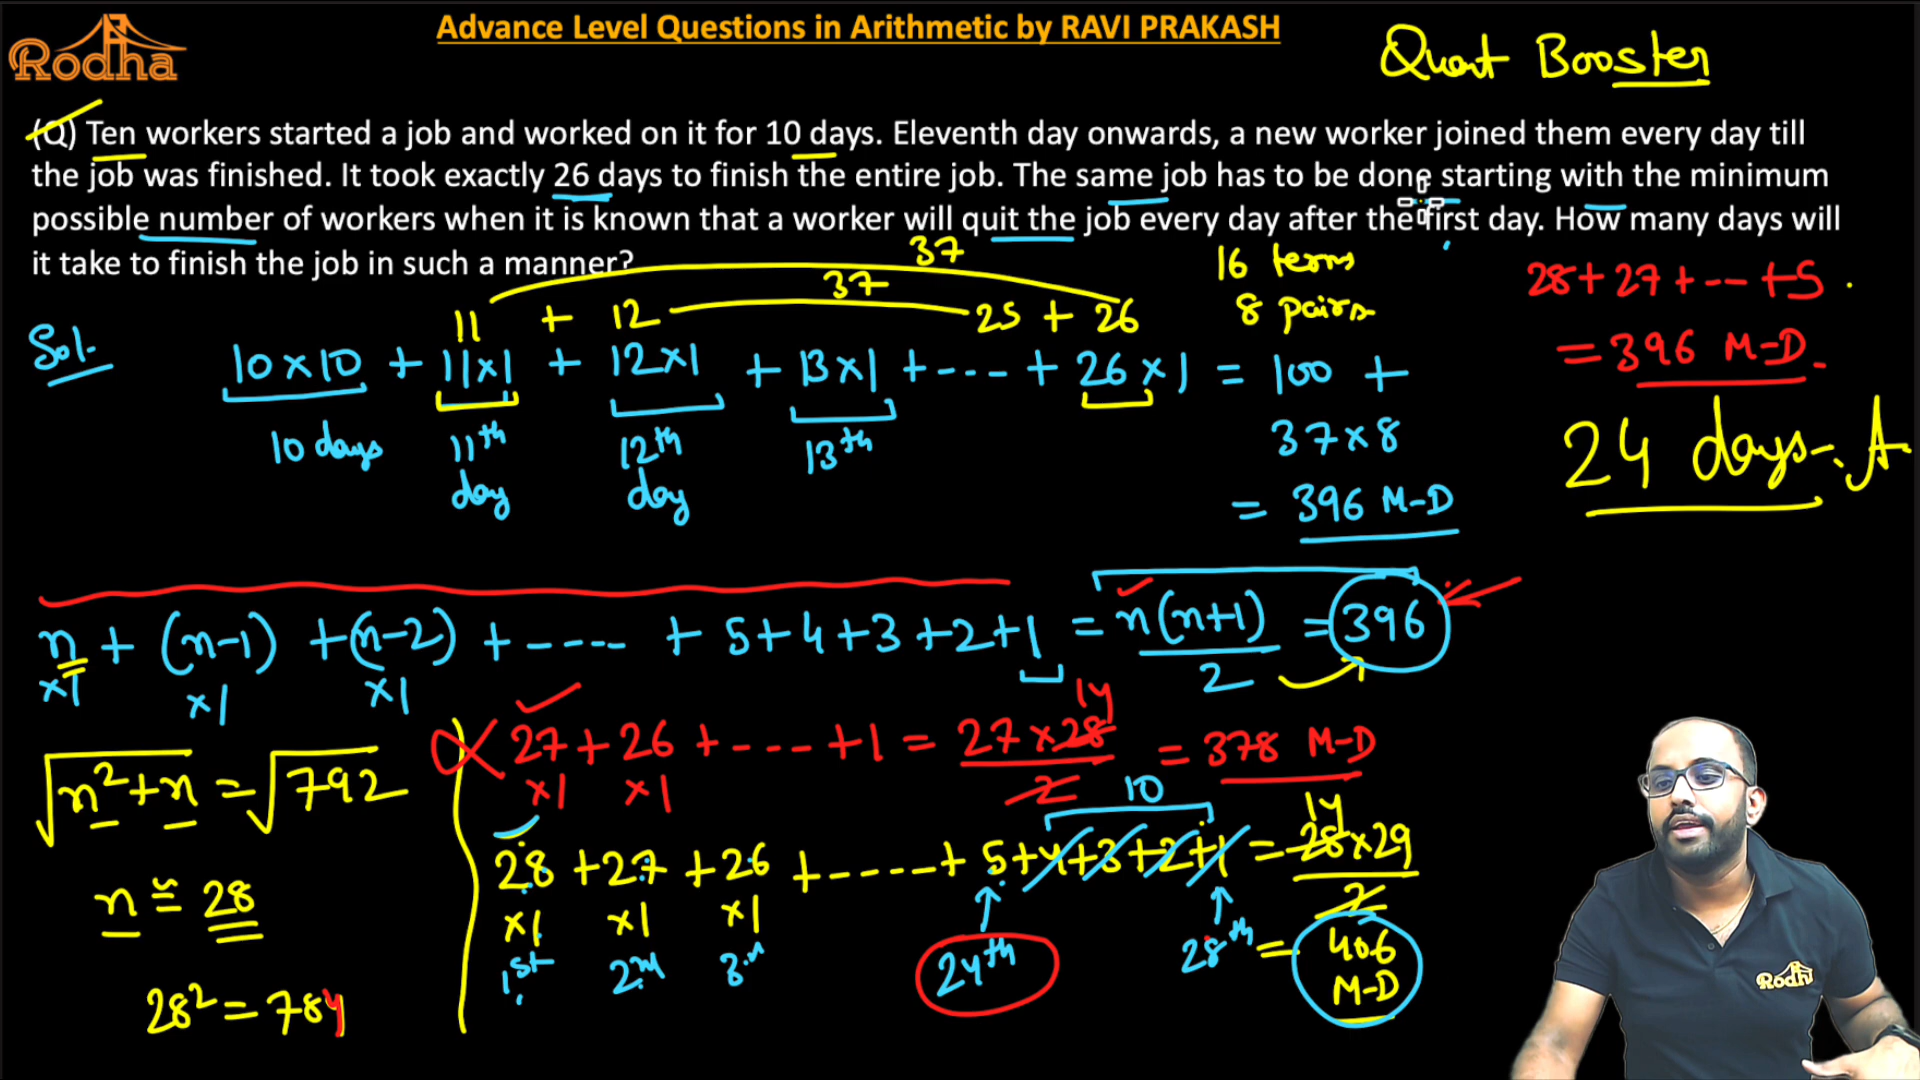 Rodha
Advance Level Questions in Arithmetic by RAVI PRAKASH
Quant Booster
(Q) Ten workers started a job and worked on it for 10 days. Eleventh day onwards, a new worker joined them every day till
the job was finished. It took exactly 26 days to finish the entire job. The same job has to be done starting with the minimum
possible number of workers when it is known that a worker will quit the job every day after the first day. How many days will
it take to finish the job in such a manner?
37
37
16 terms
8 pairs
28+27+---+5
= 396 M-D
24 days. A
11 + 12 25 + 26
Sol.
10×10 + 11×1 + 12×1 + 13×1 +---- + 26×1 = 100 +
37×8
= 396 M-D
10 days 11th day 12th day 13th
n + (n-1) + (n-2) + ---- + 5+4+3+2+1 = n(n+1)/2 = 396
×1 ×1 ×1
√n²+n = √792
n ≅ 28
28² = 784
27+26+----+1 = 27×28/2 = 378 M-D
14
×1 ×1
10
28+27+26+----+5+4+3+2+1 = 28×29/2
14
×1 ×1 ×1
1st 2nd 3rd 24th 28th
= 406
M-D
Rodha